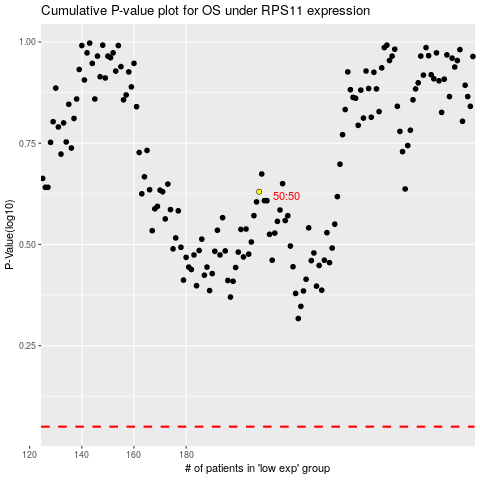 Cumulative P-value plot for OS under RPS11 expression
P-Value(log10)
1.00
0.75
0.50
0.25
50:50
120 125 140 160 180
# of patients in 'low exp' group